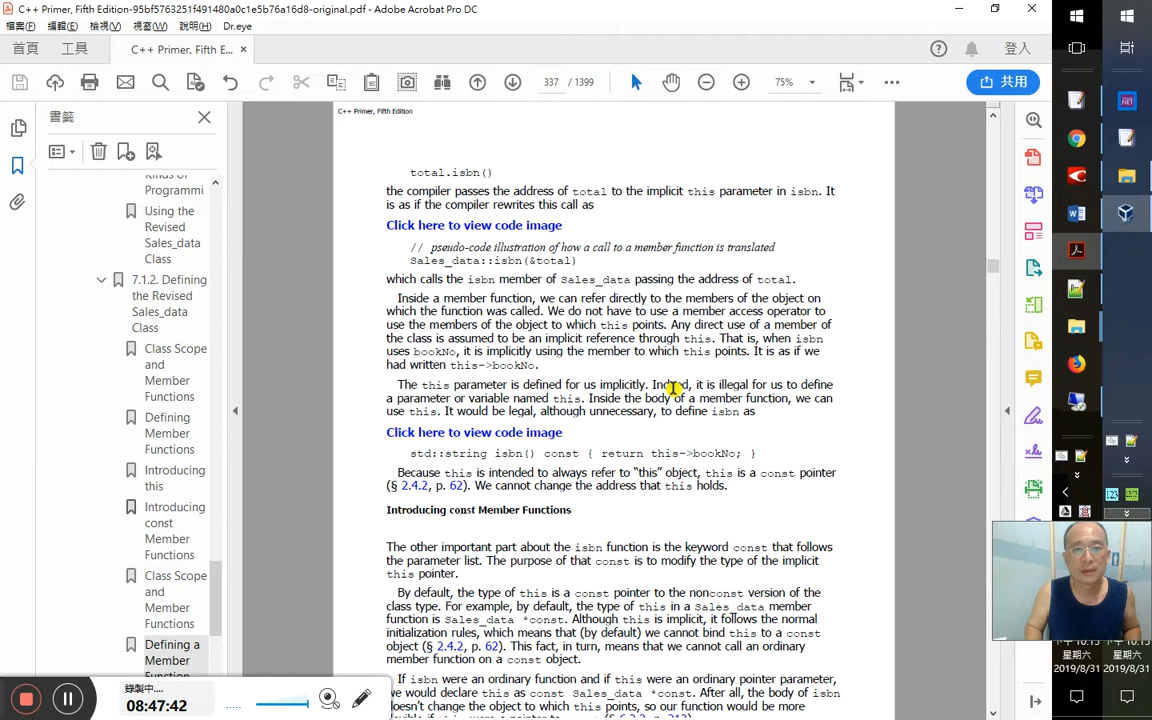 C++ Primer, Fifth Edition-95bf5763251f491480a0c1e5b76a16d8-original.pdf - Adobe Acrobat Pro DC
檔案(F) 編輯(E) 檢視(V) 視窗(W) 說明(H) Dr.eye
首頁 工具 C++ Primer, Fifth E... × 登入
337 / 1399 75% 共用
書籤
Kinds of
Programmi
Using the
Revised
Sales_data
Class
7.1.2. Defining
the Revised
Sales_data
Class
Class Scope
and
Member
Functions
Defining
Member
Functions
Introducing
this
Introducing
const
Member
Functions
Class Scope
and
Member
Functions
Defining a
Member
Function
C++ Primer, Fifth Edition
total.isbn()
the compiler passes the address of total to the implicit this parameter in isbn. It
is as if the compiler rewrites this call as
Click here to view code image
// pseudo-code illustration of how a call to a member function is translated
Sales_data::isbn(&total)
which calls the isbn member of Sales_data passing the address of total.
Inside a member function, we can refer directly to the members of the object on
which the function was called. We do not have to use a member access operator to
use the members of the object to which this points. Any direct use of a member of
the class is assumed to be an implicit reference through this. That is, when isbn
uses bookNo, it is implicitly using the member to which this points. It is as if we
had written this->bookNo.
The this parameter is defined for us implicitly. Indeed, it is illegal for us to define
a parameter or variable named this. Inside the body of a member function, we can
use this. It would be legal, although unnecessary, to define isbn as
Click here to view code image
std::string isbn() const { return this->bookNo; }
Because this is intended to always refer to “this” object, this is a const pointer
(§ 2.4.2, p. 62). We cannot change the address that this holds.
Introducing const Member Functions
The other important part about the isbn function is the keyword const that follows
the parameter list. The purpose of that const is to modify the type of the implicit
this pointer.
By default, the type of this is a const pointer to the nonconst version of the
class type. For example, by default, the type of this in a Sales_data member
function is Sales_data *const. Although this is implicit, it follows the normal
initialization rules, which means that (by default) we cannot bind this to a const
object (§ 2.4.2, p. 62). This fact, in turn, means that we cannot call an ordinary
member function on a const object.
If isbn were an ordinary function and if this were an ordinary pointer parameter,
we would declare this as const Sales_data *const. After all, the body of isbn
doesn't change the object to which this points, so our function would be more
錄製中...
08:47:42
星期六 星期六
2019/8/31 2019/8/31